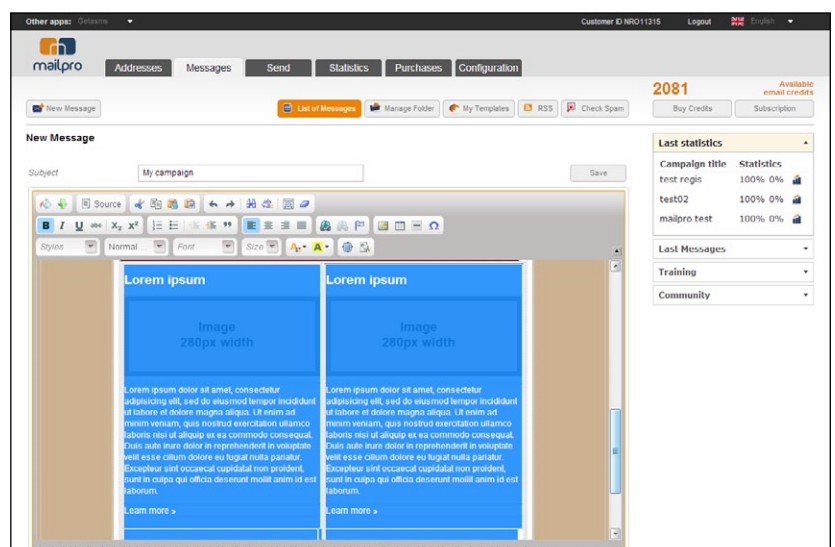 Other apps: Getasms
Customer ID NRO11315 Logout English
mailpro
Addresses Messages Send Statistics Purchases Configuration
2081 Available email credits
New Message List of Messages Manage Folder My Templates RSS Check Spam Buy Credits Subscription
New Message
Subject My campaign Save
Source
B I U abc X₂ X²
Styles Normal Font Size
Lorem ipsum
Image
280px width
Lorem ipsum dolor sit amet, consectetur
adipisicing elit, sed do eiusmod tempor incididunt
ut labore et dolore magna aliqua. Ut enim ad
minim veniam, quis nostrud exercitation ullamco
laboris nisi ut aliquip ex ea commodo consequat.
Duis aute irure dolor in reprehenderit in voluptate
velit esse cillum dolore eu fugiat nulla pariatur.
Excepteur sint occaecat cupidatat non proident,
sunt in culpa qui officia deserunt mollit anim id est
laborum.
Learn more »
Lorem ipsum
Image
280px width
Lorem ipsum dolor sit amet, consectetur
adipisicing elit, sed do eiusmod tempor incididunt
ut labore et dolore magna aliqua. Ut enim ad
minim veniam, quis nostrud exercitation ullamco
laboris nisi ut aliquip ex ea commodo consequat.
Duis aute irure dolor in reprehenderit in voluptate
velit esse cillum dolore eu fugiat nulla pariatur.
Excepteur sint occaecat cupidatat non proident,
sunt in culpa qui officia deserunt mollit anim id est
laborum.
Learn more »
Last statistics
Campaign title Statistics
test regis 100% 0%
test02 100% 0%
mailpro test 100% 0%
Last Messages
Training
Community